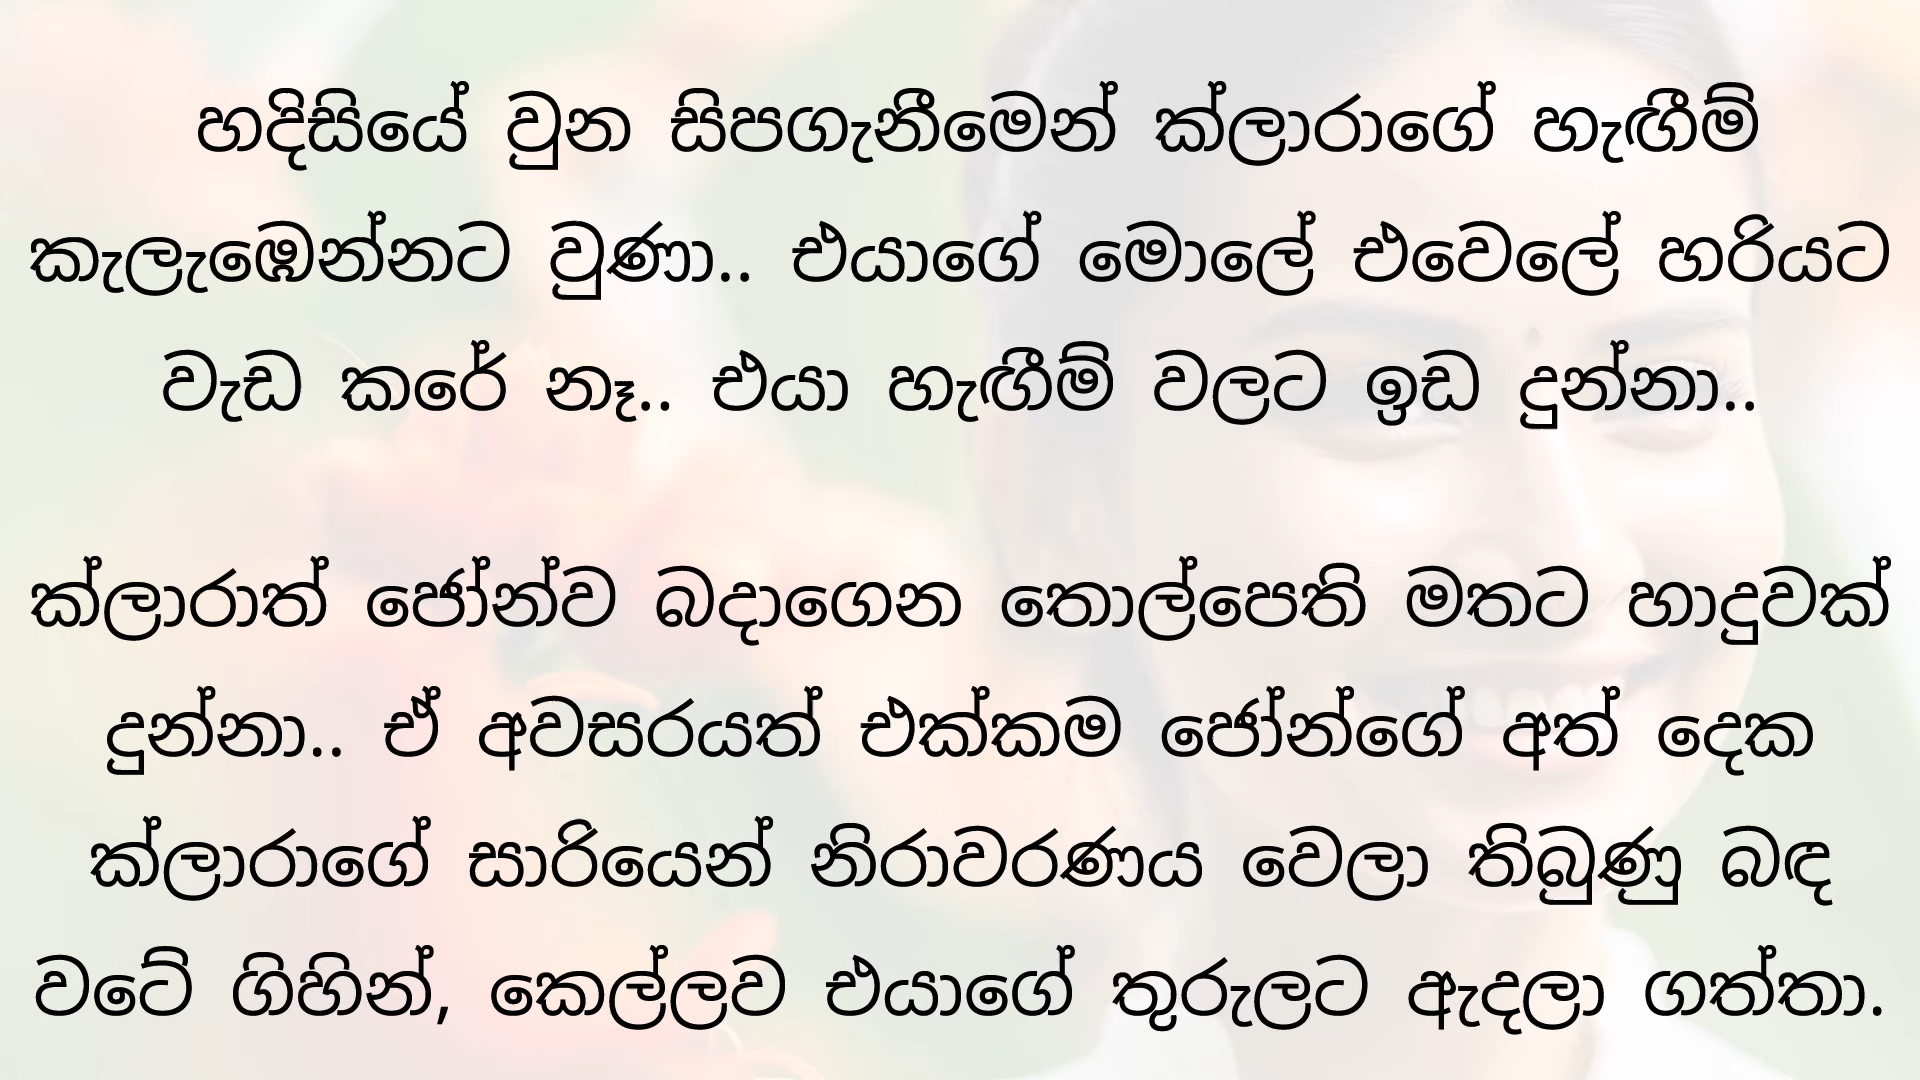 හදිසියේ වුන සිපගැනීමෙන් ක්ලාරාගේ හැඟීම්
කැලැඹෙන්නට වුණා.. එයාගේ මොලේ එවෙලේ හරියට
වැඩ කරේ නෑ.. එයා හැඟීම් වලට ඉඩ දුන්නා..
ක්ලාරාත් ජෝන්ව බදාගෙන තොල්පෙති මතට හාදුවක්
දුන්නා.. ඒ අවසරයත් එක්කම ජෝන්ගේ අත් දෙක
ක්ලාරාගේ සාරියෙන් නිරාවරණය වෙලා තිබුණු බඳ
වටේ ගිහින්, කෙල්ලව එයාගේ තුරුලට ඇදලා ගත්තා.